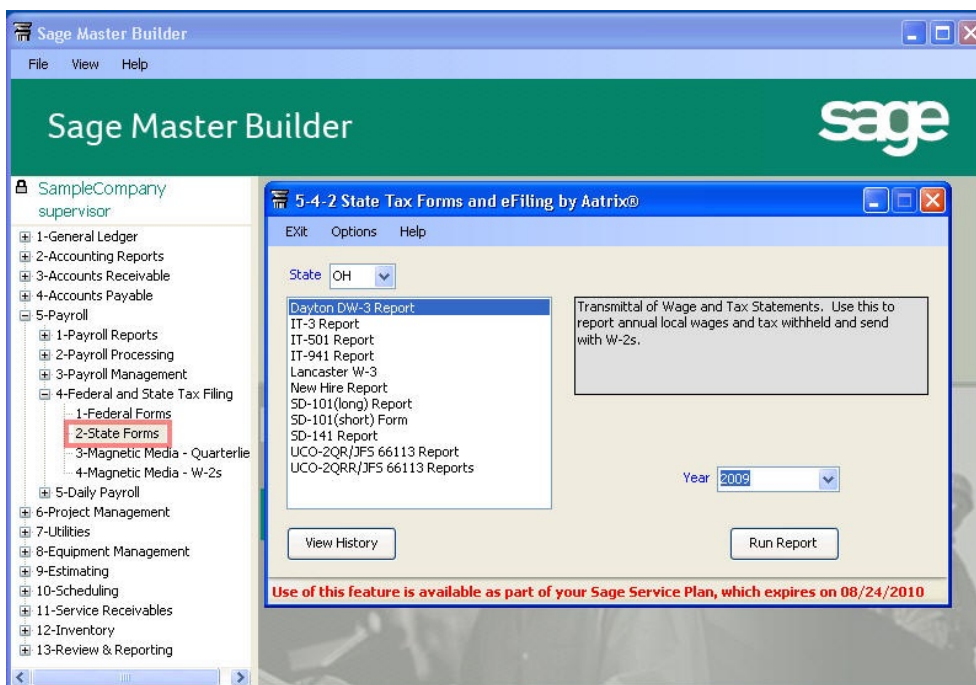 Sage Master Builder
File View Help
Sage Master Builder
sage
SampleCompany
supervisor
1-General Ledger
2-Accounting Reports
3-Accounts Receivable
4-Accounts Payable
5-Payroll
1-Payroll Reports
2-Payroll Processing
3-Payroll Management
4-Federal and State Tax Filing
1-Federal Forms
2-State Forms
3-Magnetic Media - Quarterlie
4-Magnetic Media - W-2s
5-Daily Payroll
6-Project Management
7-Utilities
8-Equipment Management
9-Estimating
10-Scheduling
11-Service Receivables
12-Inventory
13-Review & Reporting
5-4-2 State Tax Forms and eFiling by Aatrix®
EXit Options Help
State OH
Dayton DW-3 Report
IT-3 Report
IT-501 Report
IT-941 Report
Lancaster W-3
New Hire Report
SD-101(long) Report
SD-101(short) Form
SD-141 Report
UCO-2QR/JFS 66113 Report
UCO-2QRR/JFS 66113 Reports
Transmittal of Wage and Tax Statements. Use this to
report annual local wages and tax withheld and send
with W-2s.
Year 2009
View History
Run Report
Use of this feature is available as part of your Sage Service Plan, which expires on 08/24/2010